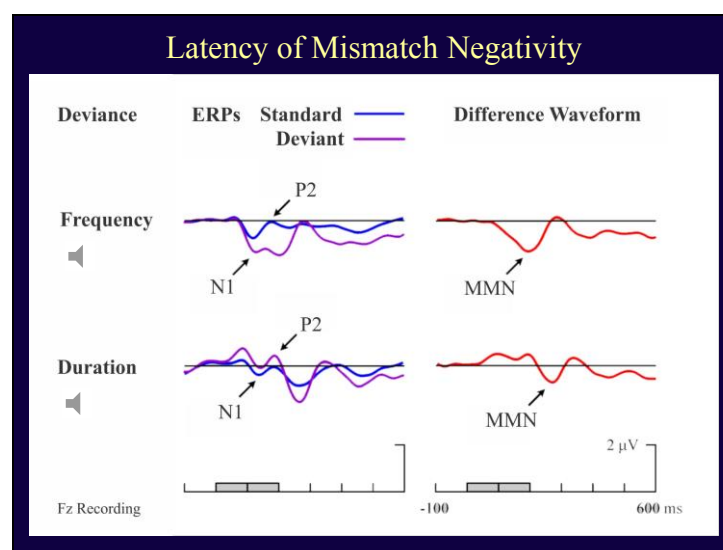 Latency of Mismatch Negativity
Deviance ERPs Standard Difference Waveform
Deviant
P2
Frequency
N1 MMN
P2
Duration
N1 MMN
2 μV
Fz Recording -100 600 ms